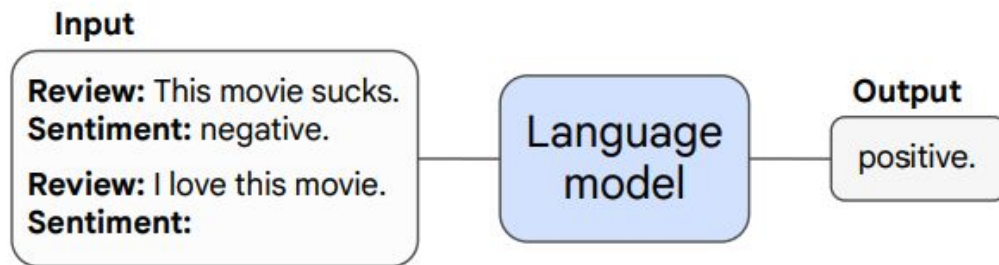 Input
Review: This movie sucks.
Sentiment: negative.
Review: I love this movie.
Sentiment:
Language
model
Output
positive.